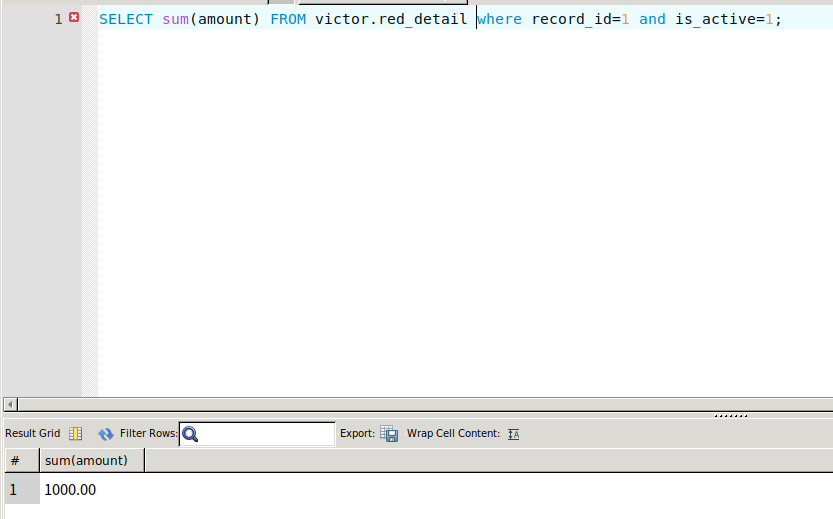 1 SELECT sum(amount) FROM victor.red_detail where record_id=1 and is_active=1;
Result Grid Filter Rows: Export: Wrap Cell Content:
# sum(amount)
1 1000.00